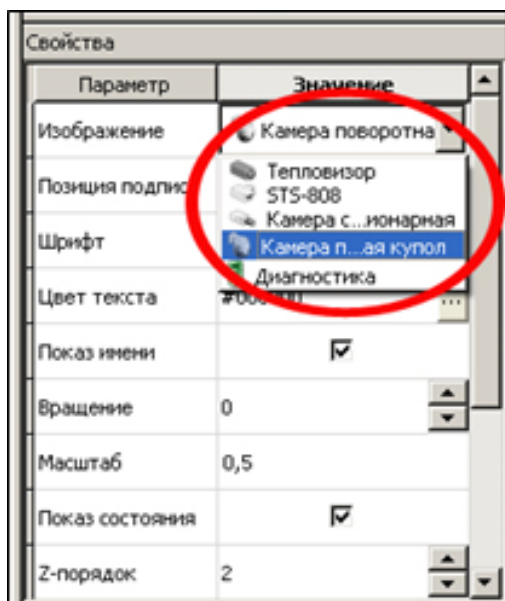 Свойства
Параметр Значение
Изображение Камера поворотна
Тепловизор
Позиция подпис
STS-808
Камера с...ионарная
Шрифт
Камера п...ая купол
Диагностика
Цвет текста ...
Показ имени
Вращение 0
Масштаб 0,5
Показ состояния
Z-порядок 2